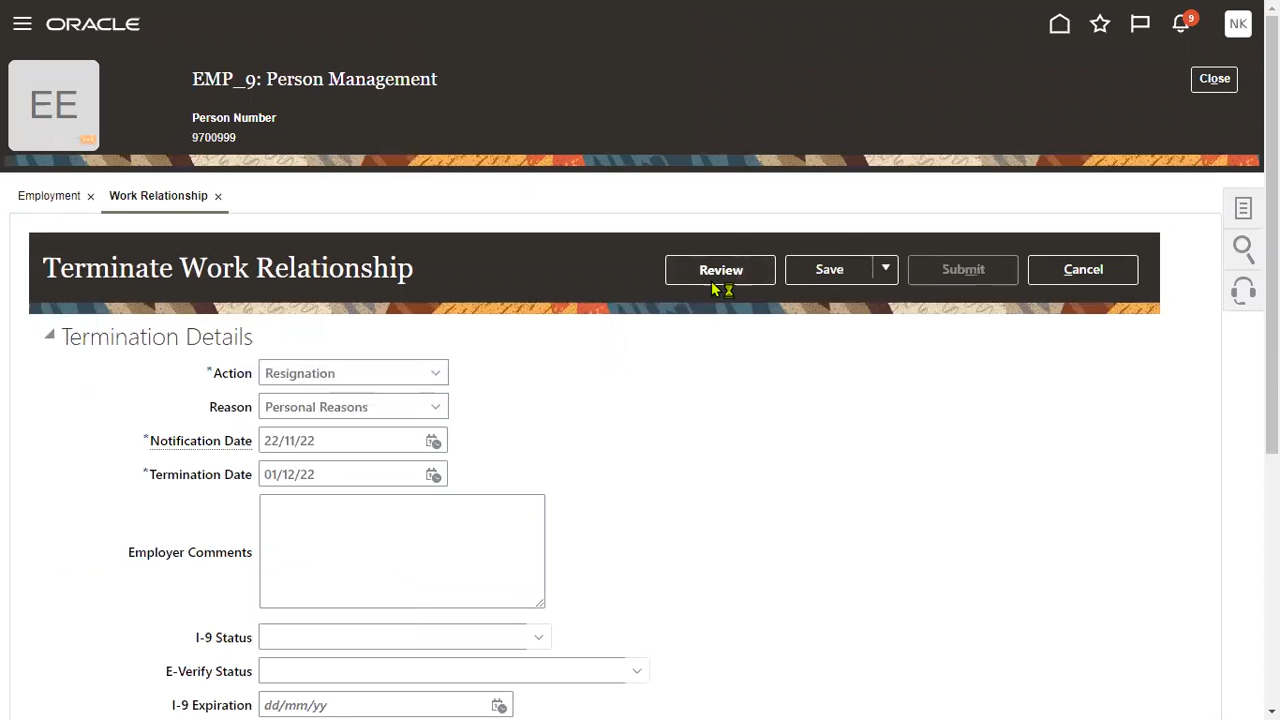 ORACLE
9
NK
EE
EMP_9: Person Management
Close
Person Number
9700999
Employment
Work Relationship
Terminate Work Relationship
Review
Save
Submit
Cancel
Termination Details
*Action Resignation
Reason Personal Reasons
*Notification Date 22/11/22
*Termination Date 01/12/22
Employer Comments
I-9 Status
E-Verify Status
I-9 Expiration dd/mm/yy